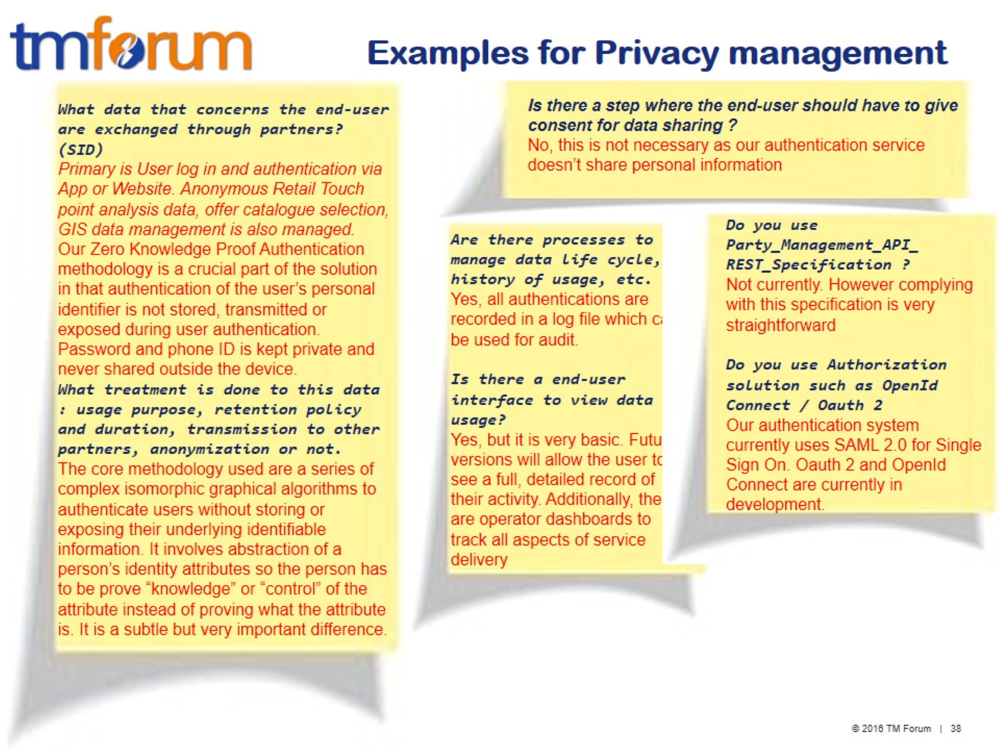 tmforum
Examples for Privacy management
What data that concerns the end-user
are exchanged through partners?
(SID)
Primary is User log in and authentication via
App or Website. Anonymous Retail Touch
point analysis data, offer catalogue selection,
GIS data management is also managed.
Our Zero Knowledge Proof Authentication
methodology is a crucial part of the solution
in that authentication of the user's personal
identifier is not stored, transmitted or
exposed during user authentication.
Password and phone ID is kept private and
never shared outside the device.
What treatment is done to this data
: usage purpose, retention policy
and duration, transmission to other
partners, anonymization or not.
The core methodology used are a series of
complex isomorphic graphical algorithms to
authenticate users without storing or
exposing their underlying identifiable
information. It involves abstraction of a
person's identity attributes so the person has
to be prove “knowledge” or “control” of the
attribute instead of proving what the attribute
is. It is a subtle but very important difference.
Is there a step where the end-user should have to give
consent for data sharing ?
No, this is not necessary as our authentication service
doesn't share personal information
Are there processes to
manage data life cycle,
history of usage, etc.
Yes, all authentications are
recorded in a log file which
be used for audit.
Is there a end-user
interface to view data
usage?
Yes, but it is very basic.
versions will allow the user
see a full, detailed record of
their activity. Additionally,
are operator dashboards to
track all aspects of service
delivery
Do you use
Party_Management_API_
REST_Specification ?
Not currently. However complying
with this specification is very
straightforward
Do you use Authorization
solution such as OpenId
Connect / Oauth 2
Our authentication system
currently uses SAML 2.0 for Single
Sign On. Oauth 2 and OpenId
Connect are currently in
development.
© 2016 TM Forum | 38